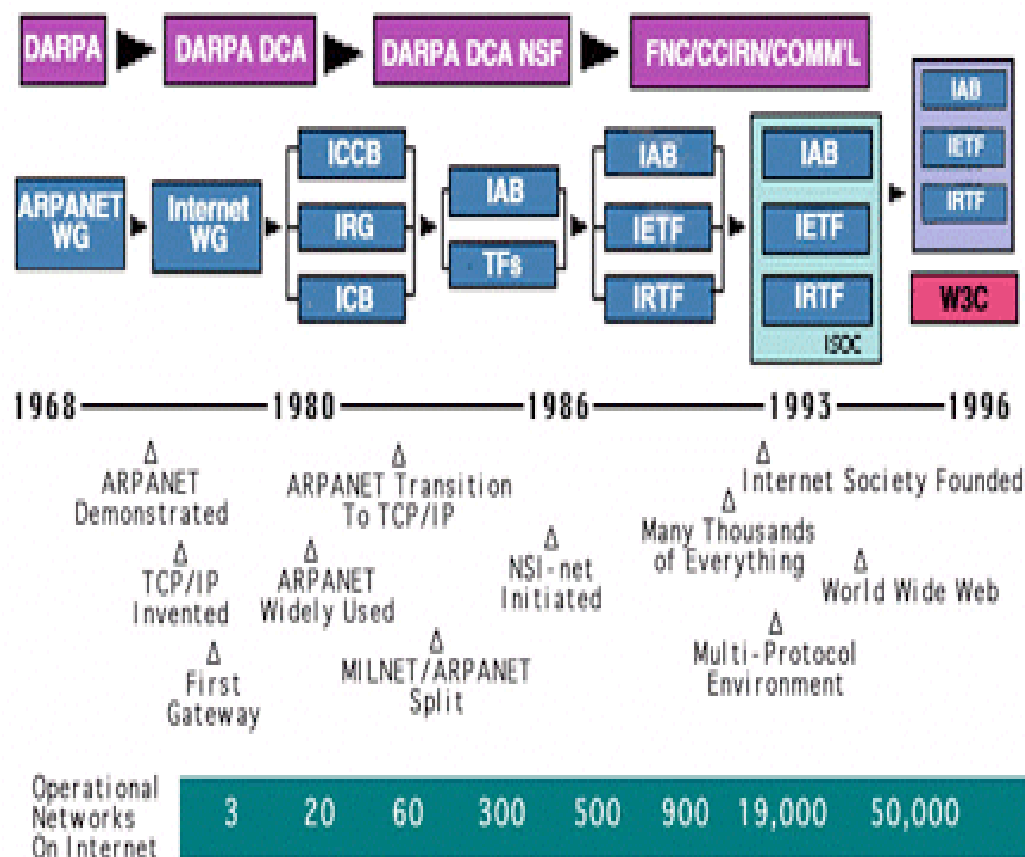 DARPA
DARPA DCA
DARPA DCA NSF
FNC/CCIRN/COMM'L
ARPANET
WG
Internet
WG
ICCB
IRG
ICB
IAB
TFs
IAB
IETF
IRTF
IAB
IETF
IRTF
ISOC
IAB
IETF
IRTF
W3C
1968
1980
1986
1993
1996
Δ
ARPANET
Demonstrated
Δ
TCP/IP
Invented
Δ
First
Gateway
Δ
ARPANET Transition
To TCP/IP
Δ
ARPANET
Widely Used
Δ
MILNET/ARPANET
Split
Δ
NSI-net
Initiated
Δ
Internet Society Founded
Δ
Many Thousands
of Everything
Δ
World Wide Web
Δ
Multi-Protocol
Environment
Operational
Networks
On Internet
3 20 60 300 500 900 19,000 50,000